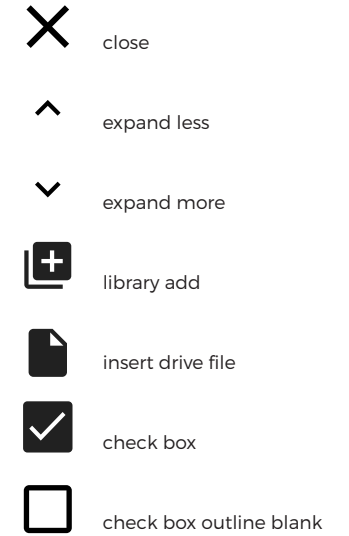 close
expand less
expand more
library add
insert drive file
check box
check box outline blank